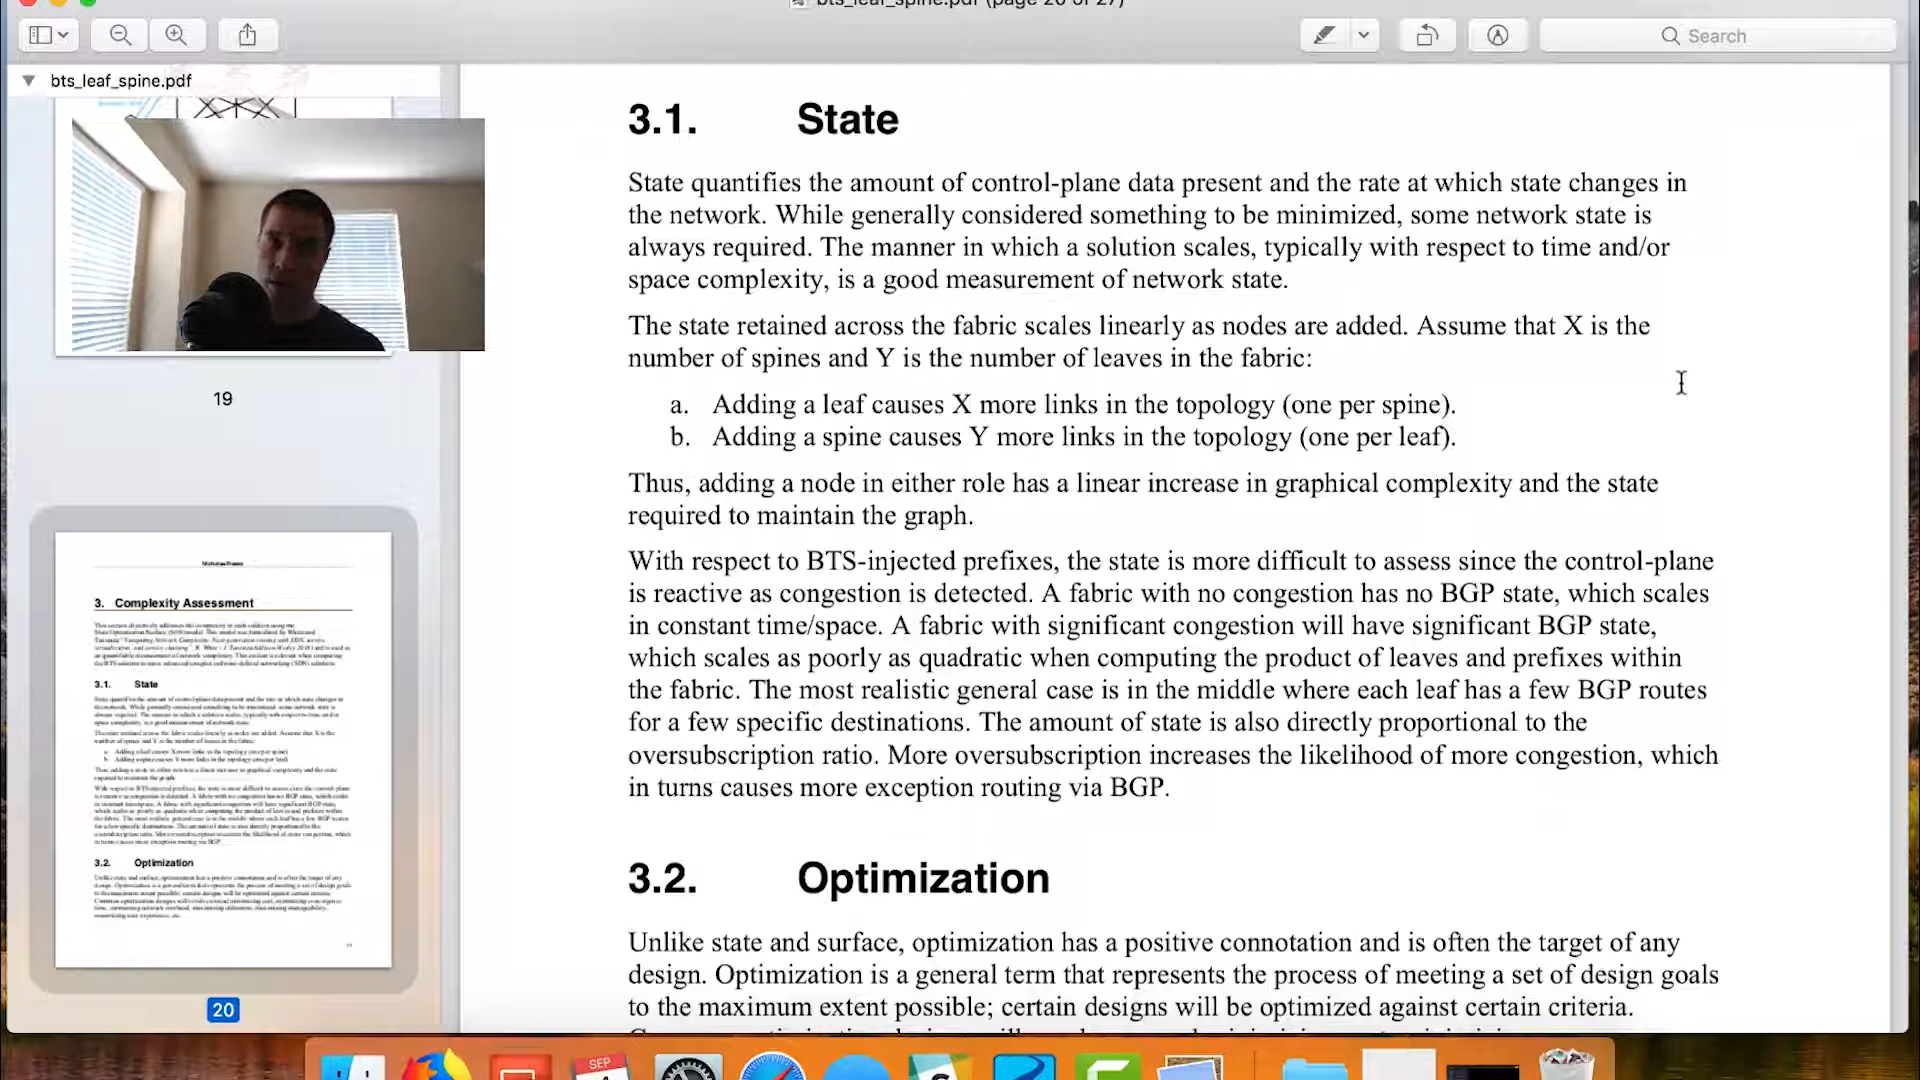 bts_leaf_spine.pdf (page 20 of 27)
Search
bts_leaf_spine.pdf
19
3. Complexity Assessment
3.1. State
3.2. Optimization
20
3.1. State
State quantifies the amount of control-plane data present and the rate at which state changes in
the network. While generally considered something to be minimized, some network state is
always required. The manner in which a solution scales, typically with respect to time and/or
space complexity, is a good measurement of network state.
The state retained across the fabric scales linearly as nodes are added. Assume that X is the
number of spines and Y is the number of leaves in the fabric:
a. Adding a leaf causes X more links in the topology (one per spine).
b. Adding a spine causes Y more links in the topology (one per leaf).
Thus, adding a node in either role has a linear increase in graphical complexity and the state
required to maintain the graph.
With respect to BTS-injected prefixes, the state is more difficult to assess since the control-plane
is reactive as congestion is detected. A fabric with no congestion has no BGP state, which scales
in constant time/space. A fabric with significant congestion will have significant BGP state,
which scales as poorly as quadratic when computing the product of leaves and prefixes within
the fabric. The most realistic general case is in the middle where each leaf has a few BGP routes
for a few specific destinations. The amount of state is also directly proportional to the
oversubscription ratio. More oversubscription increases the likelihood of more congestion, which
in turns causes more exception routing via BGP.
3.2. Optimization
Unlike state and surface, optimization has a positive connotation and is often the target of any
design. Optimization is a general term that represents the process of meeting a set of design goals
to the maximum extent possible; certain designs will be optimized against certain criteria.
SEP